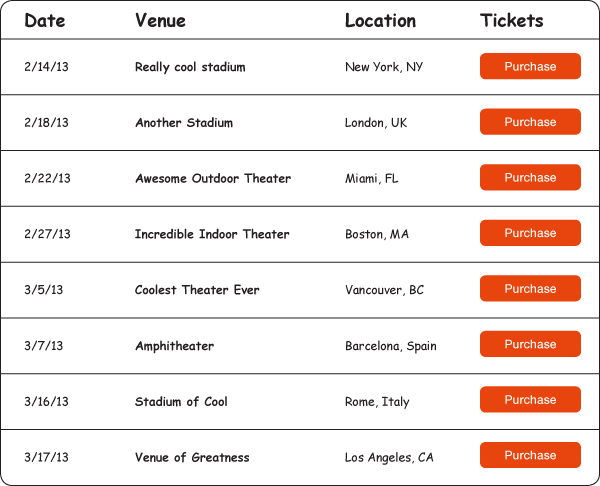 Date Venue Location Tickets
2/14/13 Really cool stadium New York, NY Purchase
2/18/13 Another Stadium London, UK Purchase
2/22/13 Awesome Outdoor Theater Miami, FL Purchase
2/27/13 Incredible Indoor Theater Boston, MA Purchase
3/5/13 Coolest Theater Ever Vancouver, BC Purchase
3/7/13 Amphitheater Barcelona, Spain Purchase
3/16/13 Stadium of Cool Rome, Italy Purchase
3/17/13 Venue of Greatness Los Angeles, CA Purchase